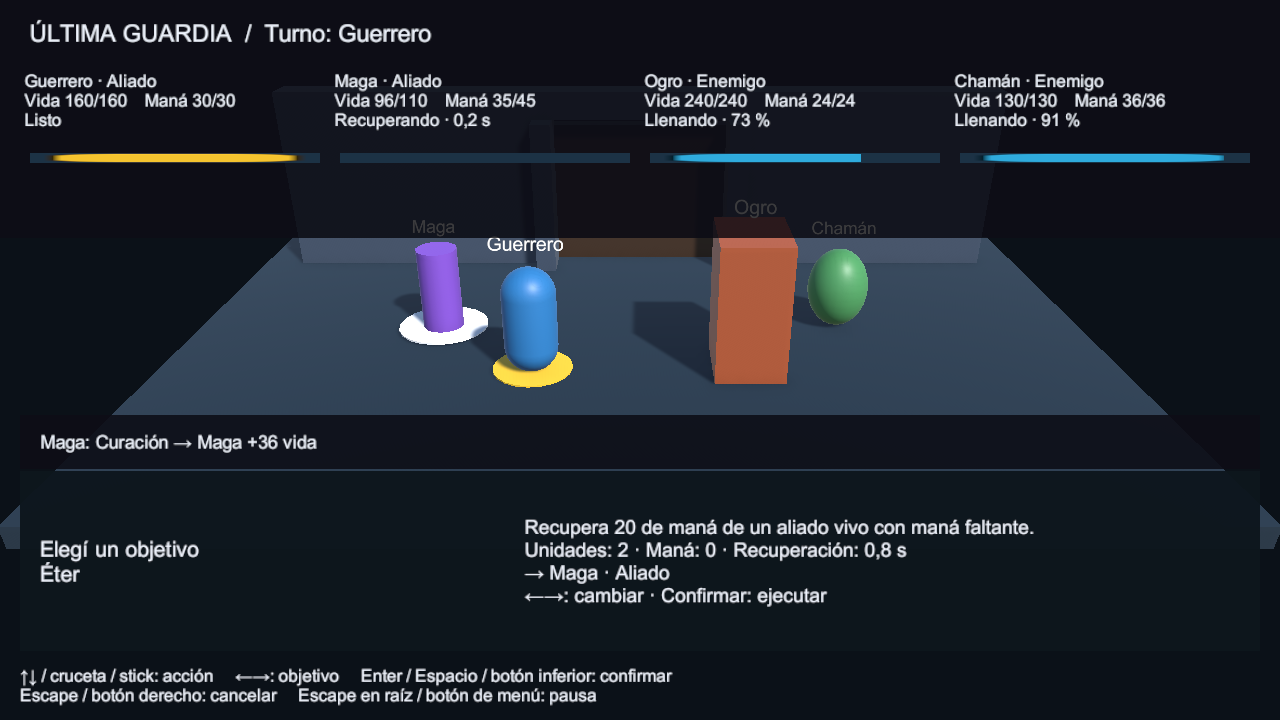 ÚLTIMA GUARDIA / Turno: Guerrero
Guerrero · Aliado
Vida 160/160 Maná 30/30
Listo
Maga · Aliado
Vida 96/110 Maná 35/45
Recuperando · 0,2 s
Ogro · Enemigo
Vida 240/240 Maná 24/24
Llenando · 73 %
Chamán · Enemigo
Vida 130/130 Maná 36/36
Llenando · 91 %
Maga
Guerrero
Ogro
Chamán
Maga: Curación → Maga +36 vida
Elegí un objetivo
Éter
Recupera 20 de maná de un aliado vivo con maná faltante.
Unidades: 2 · Maná: 0 · Recuperación: 0,8 s
→ Maga · Aliado
←→: cambiar · Confirmar: ejecutar
↑↓ / cruceta / stick: acción ←→: objetivo Enter / Espacio / botón inferior: confirmar
Escape / botón derecho: cancelar Escape en raíz / botón de menú: pausa